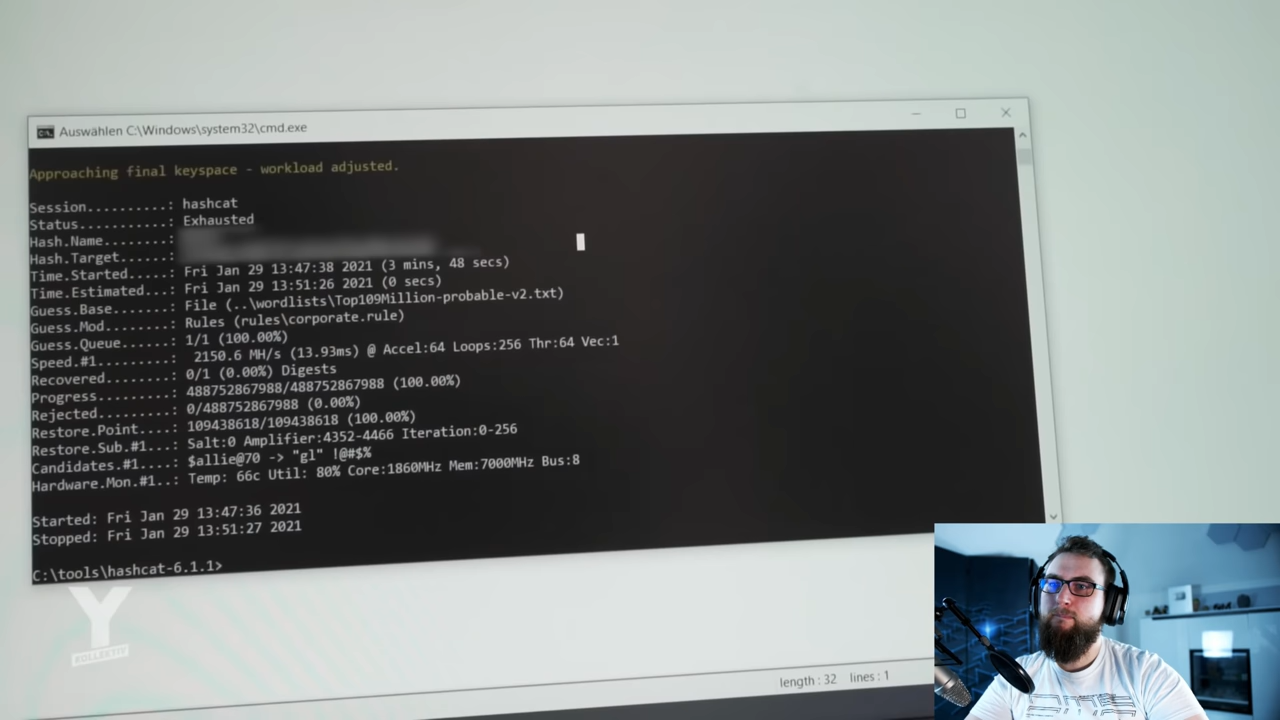 Auswählen C:\Windows\system32\cmd.exe
Approaching final keyspace - workload adjusted.
Session..........: hashcat
Status...........: Exhausted
Hash.Name........:
Hash.Target......:
Time.Started.....: Fri Jan 29 13:47:38 2021 (3 mins, 48 secs)
Time.Estimated...: Fri Jan 29 13:51:26 2021 (0 secs)
Guess.Base.......: File (..\wordlists\Top109Million-probable-v2.txt)
Guess.Mod........: Rules (rules\corporate.rule)
Guess.Queue......: 1/1 (100.00%)
Speed.#1.........:  2150.6 MH/s (13.93ms) @ Accel:64 Loops:256 Thr:64 Vec:1
Recovered........: 0/1 (0.00%) Digests
Progress.........: 488752867988/488752867988 (100.00%)
Rejected.........: 0/488752867988 (0.00%)
Restore.Point....: 109438618/109438618 (100.00%)
Restore.Sub.#1...: Salt:0 Amplifier:4352-4466 Iteration:0-256
Candidates.#1....: $allie@70 -> "gl" !@#$%
Hardware.Mon.#1..: Temp: 66c Util: 80% Core:1860MHz Mem:7000MHz Bus:8
Started: Fri Jan 29 13:47:36 2021
Stopped: Fri Jan 29 13:51:27 2021
C:\tools\hashcat-6.1.1>
Y
KOLLEKTIV
length : 32 lines : 1